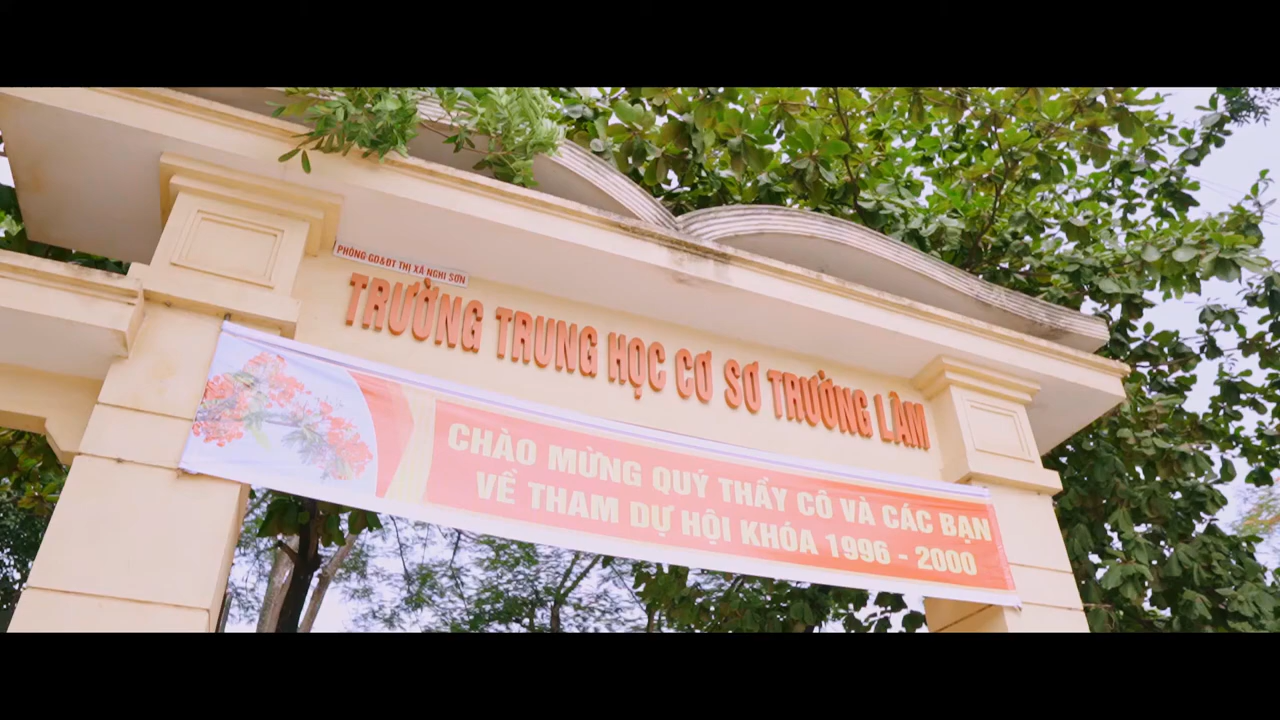 PHÒNG GD&ĐT THỊ XÃ NGHI SƠN
TRƯỜNG TRUNG HỌC CƠ SƠ TRƯỜNG LÂM
CHÀO MỪNG QUÝ THẦY CÔ VÀ CÁC BẠN
VỀ THAM DỰ HỘI KHÓA 1996 - 2000